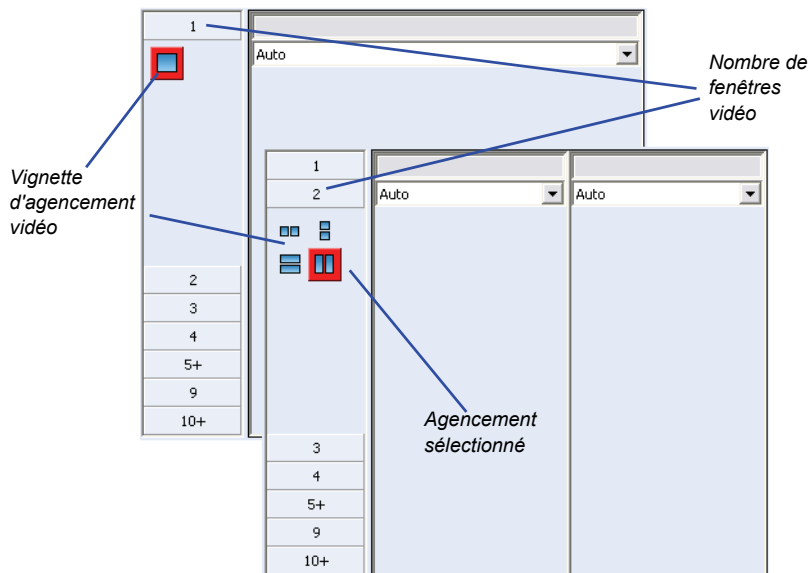 1
Auto
Nombre de
fenêtres
vidéo
Vignette
d'agencement
vidéo
2
3
4
5+
9
10+
1
2
Auto
Auto
Agencement
sélectionné
3
4
5+
9
10+